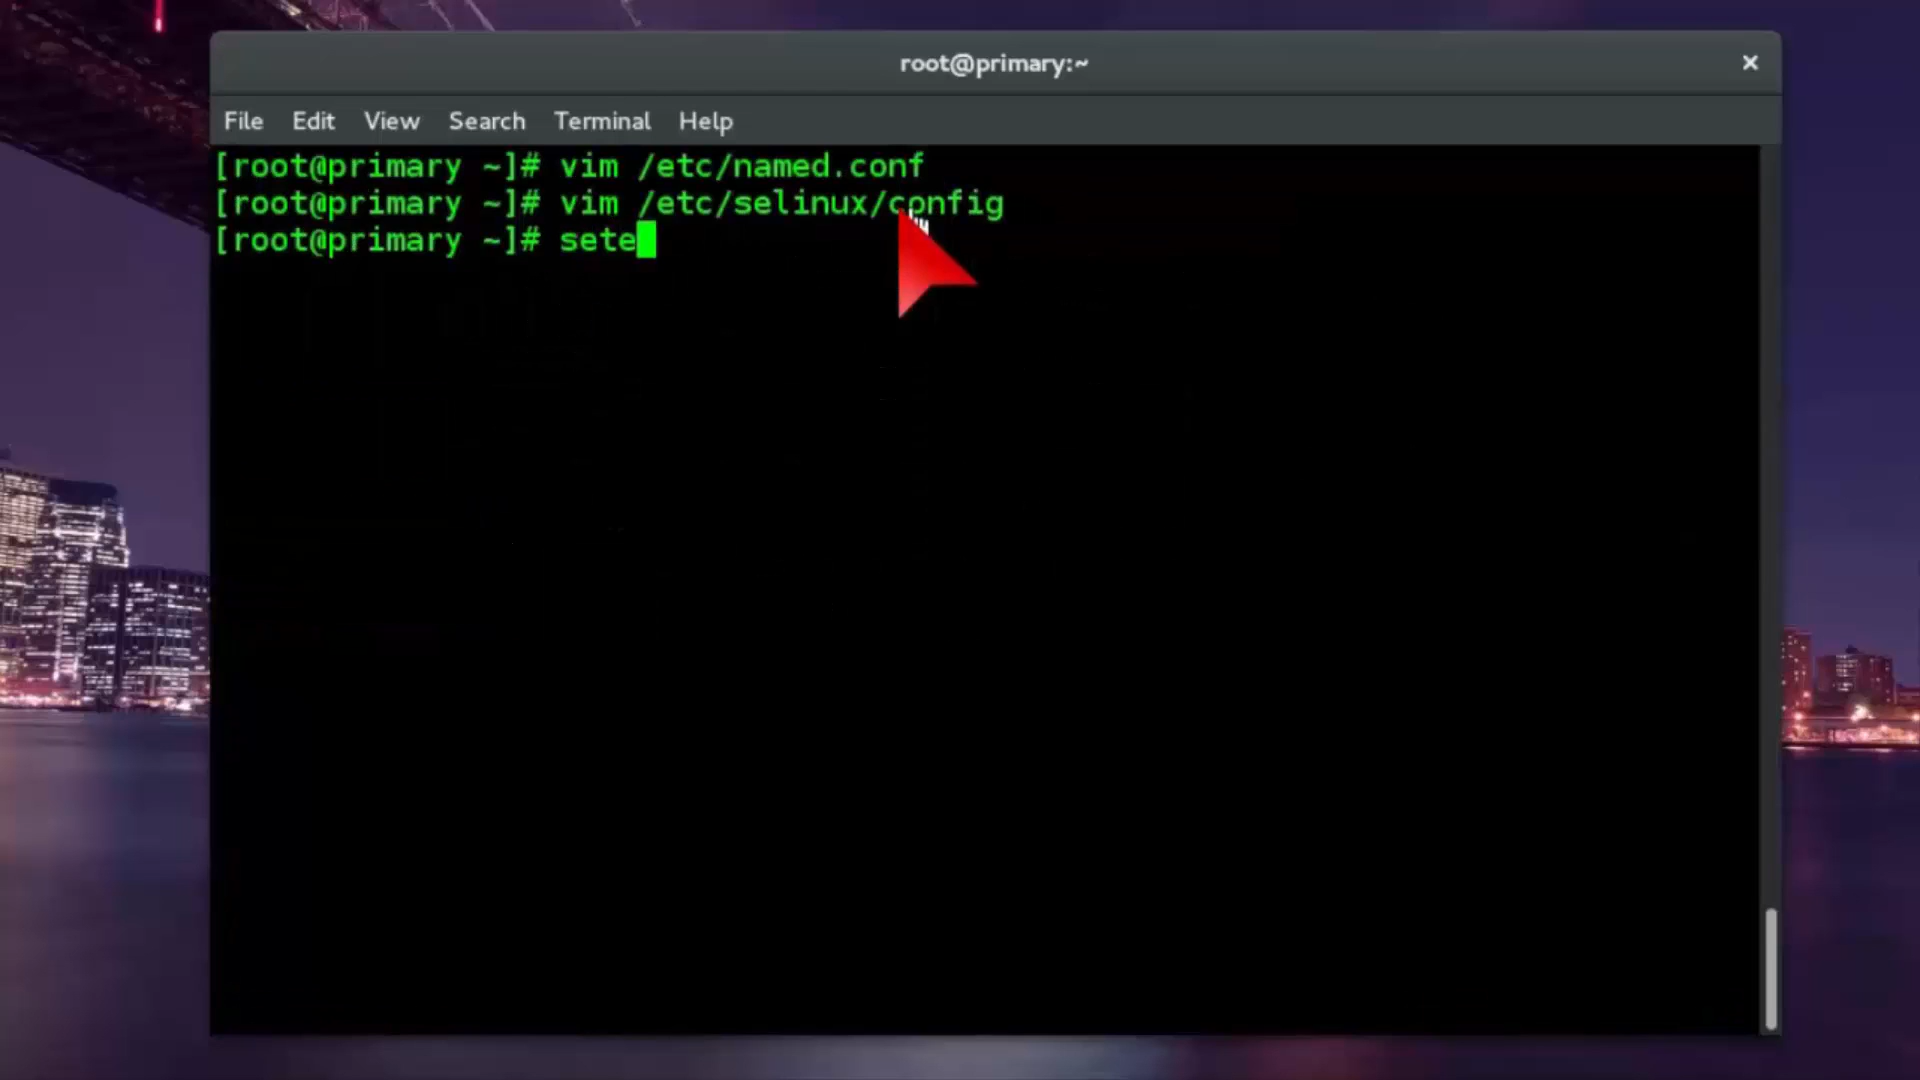 root@primary:~
File Edit View Search Terminal Help
[root@primary ~]# vim /etc/named.conf
[root@primary ~]# vim /etc/selinux/config
[root@primary ~]# sete